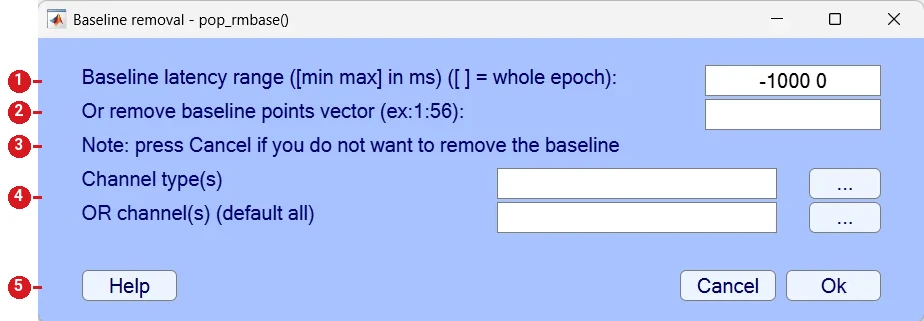 Baseline removal - pop_rmbase()
1 Baseline latency range ([min max] in ms) ([ ] = whole epoch): -1000 0
2 Or remove baseline points vector (ex:1:56):
3 Note: press Cancel if you do not want to remove the baseline
Channel type(s) ...
4
OR channel(s) (default all) ...
5 Help Cancel Ok